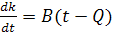 dk/dt = B(t − Q)